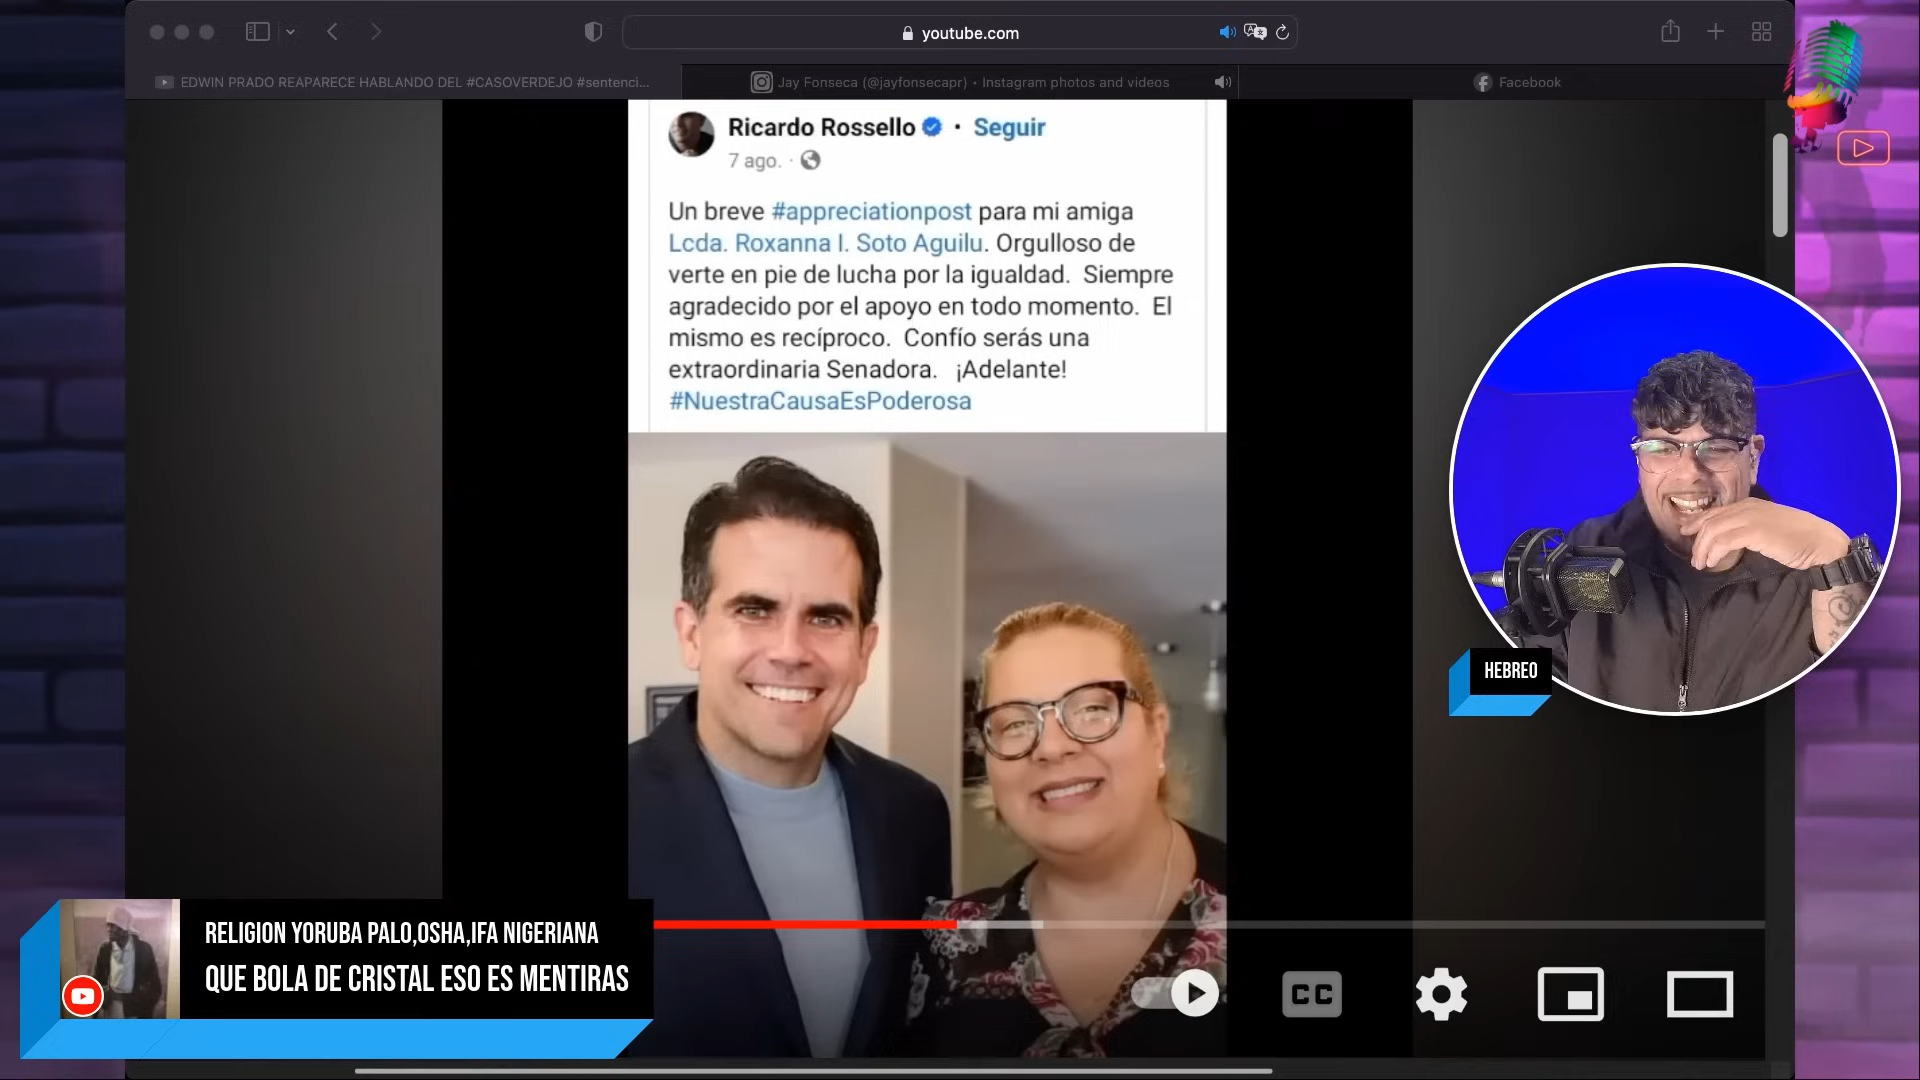 youtube.com
EDWIN PRADO REAPARECE HABLANDO DEL #CASOVERDEJO #sentenci...
Jay Fonseca (@jayfonsecapr) • Instagram photos and videos
Facebook
Ricardo Rossello · Seguir
7 ago. ·
Un breve #appreciationpost para mi amiga
Lcda. Roxanna I. Soto Aguilu. Orgulloso de
verte en pie de lucha por la igualdad. Siempre
agradecido por el apoyo en todo momento. El
mismo es recíproco. Confío serás una
extraordinaria Senadora. ¡Adelante!
#NuestraCausaEsPoderosa
HEBREO
RELIGION YORUBA PALO,OSHA,IFA NIGERIANA
QUE BOLA DE CRISTAL ESO ES MENTIRAS
CC